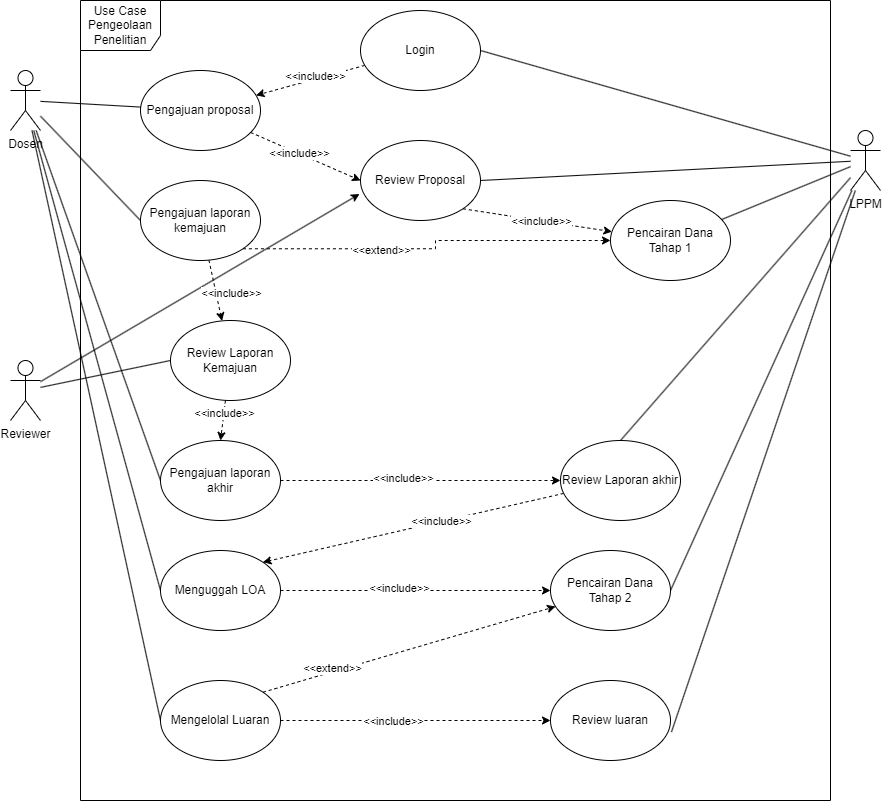 Use Case
Pengeolaan
Penelitian
Login
<<include>>
Pengajuan proposal
Dosen
<<include>>
Review Proposal
LPPM
Pengajuan laporan
kemajuan
<<include>>
Pencairan Dana
Tahap 1
<<extend>>
<<include>>
Review Laporan
Kemajuan
Reviewer
<<include>>
Pengajuan laporan
akhir
<<include>>
Review Laporan akhir
<<include>>
Menguggah LOA
<<include>>
Pencairan Dana
Tahap 2
<<extend>>
Mengelolal Luaran
<<include>>
Review luaran